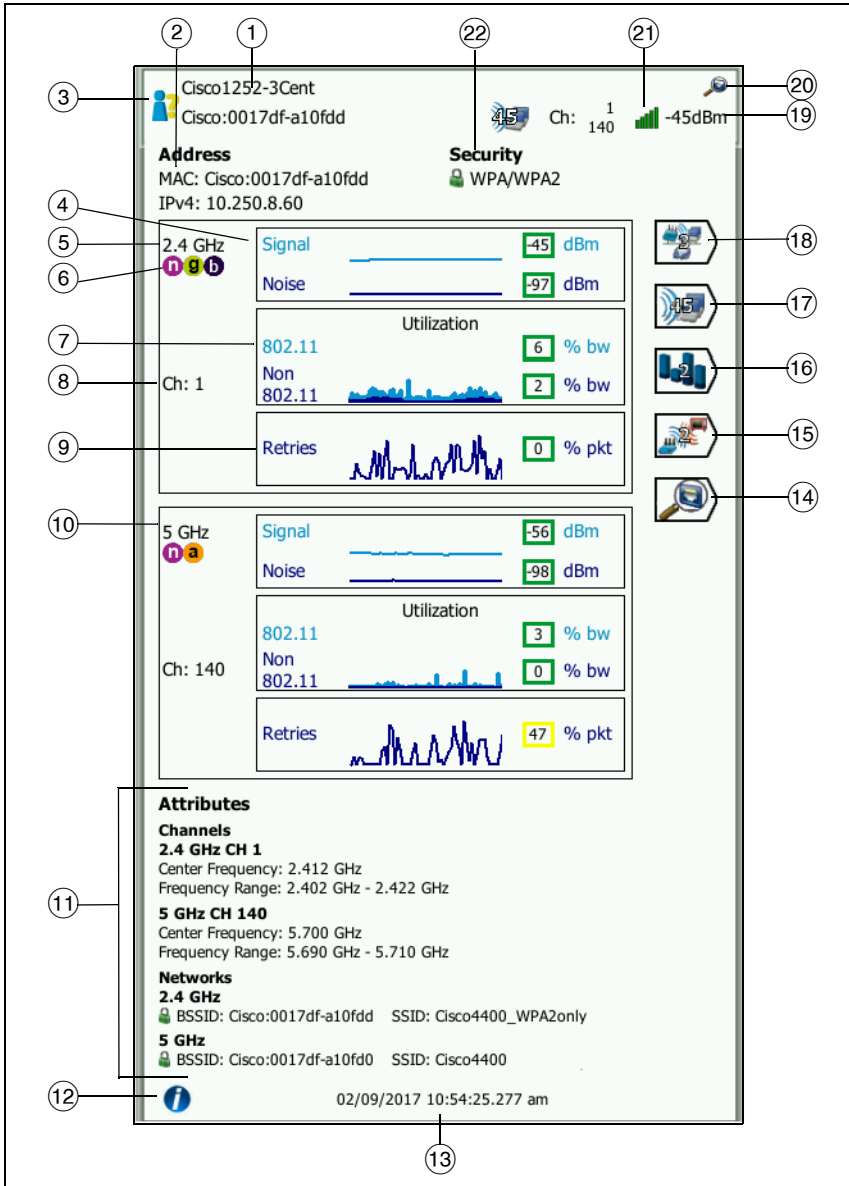 2 1 22 21
3 Cisco1252-3Cent 20
Cisco:0017df-a10fdd 45 Ch: 1 140 -45dBm 19
Address Security
MAC: Cisco:0017df-a10fdd WPA/WPA2
IPv4: 10.250.8.60
4
5 2.4 GHz Signal -45 dBm 3 18
6 n g b Noise -97 dBm
45 17
7 Utilization
802.11 6 % bw
8 Ch: 1 Non 802.11 2 % bw 2 16
9 Retries 0 % pkt 2 15
14
10 5 GHz Signal -56 dBm
n a Noise -98 dBm
Utilization
802.11 3 % bw
Ch: 140 Non 802.11 0 % bw
Retries 47 % pkt
11
Attributes
Channels
2.4 GHz CH 1
Center Frequency: 2.412 GHz
Frequency Range: 2.402 GHz - 2.422 GHz
5 GHz CH 140
Center Frequency: 5.700 GHz
Frequency Range: 5.690 GHz - 5.710 GHz
Networks
2.4 GHz
BSSID: Cisco:0017df-a10fdd SSID: Cisco4400_WPA2only
5 GHz
BSSID: Cisco:0017df-a10fd0 SSID: Cisco4400
12 i 02/09/2017 10:54:25.277 am
13